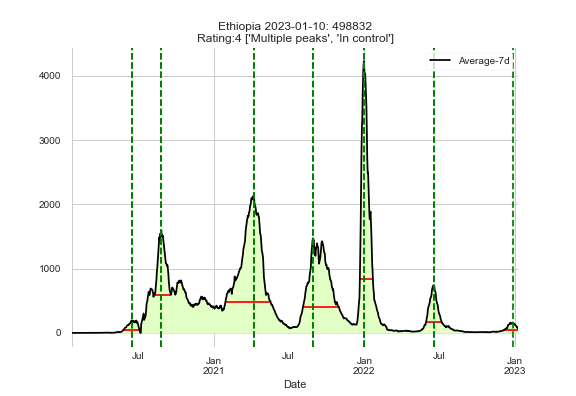 Ethiopia 2023-01-10: 498832
Rating:4 ['Multiple peaks', 'In control']
Average-7d
4000
3000
2000
1000
0
Jul
Jan
2021
Jul
Jan
2022
Jul
Jan
2023
Date